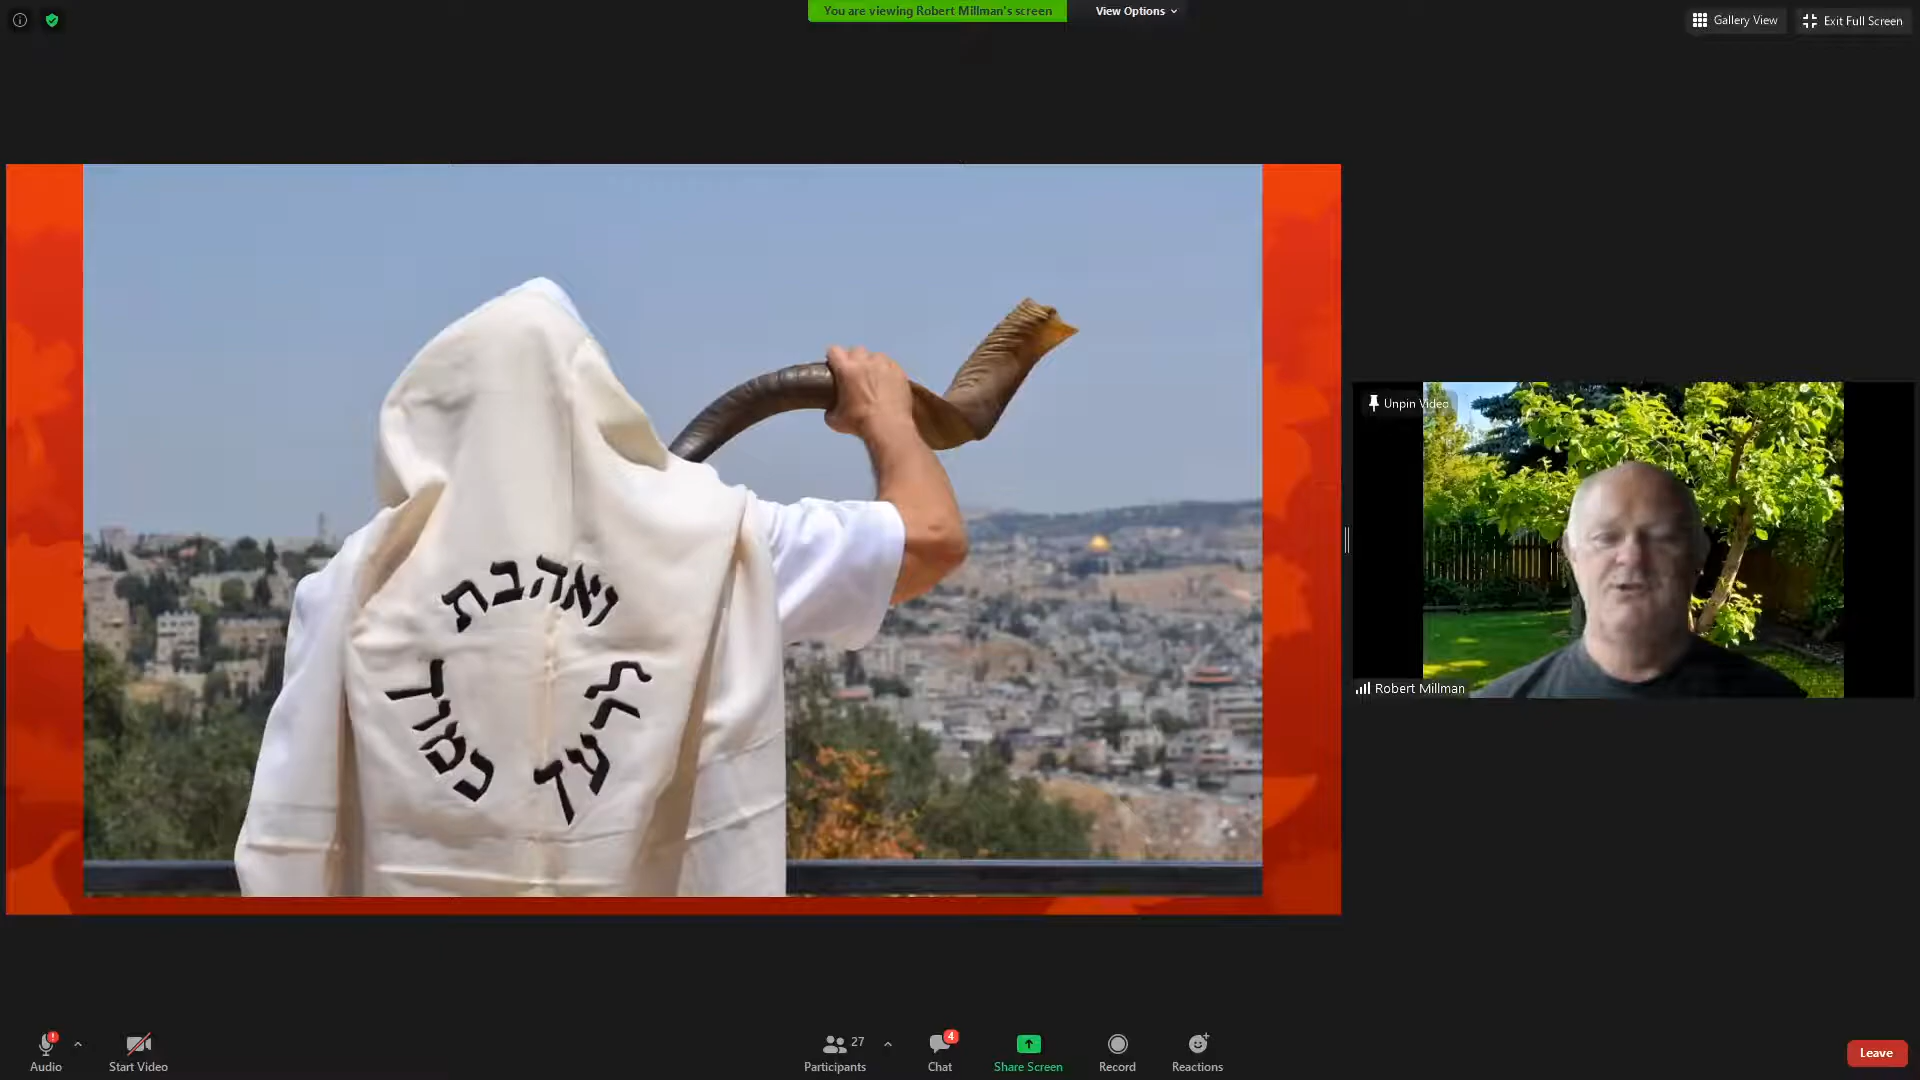 You are viewing Robert Millman's screen
View Options
Gallery View
Exit Full Screen
ואהבת
לרעך
כמוך
Unpin Video
Robert Millman
Audio
Start Video
27
Participants
4
Chat
Share Screen
Record
Reactions
Leave